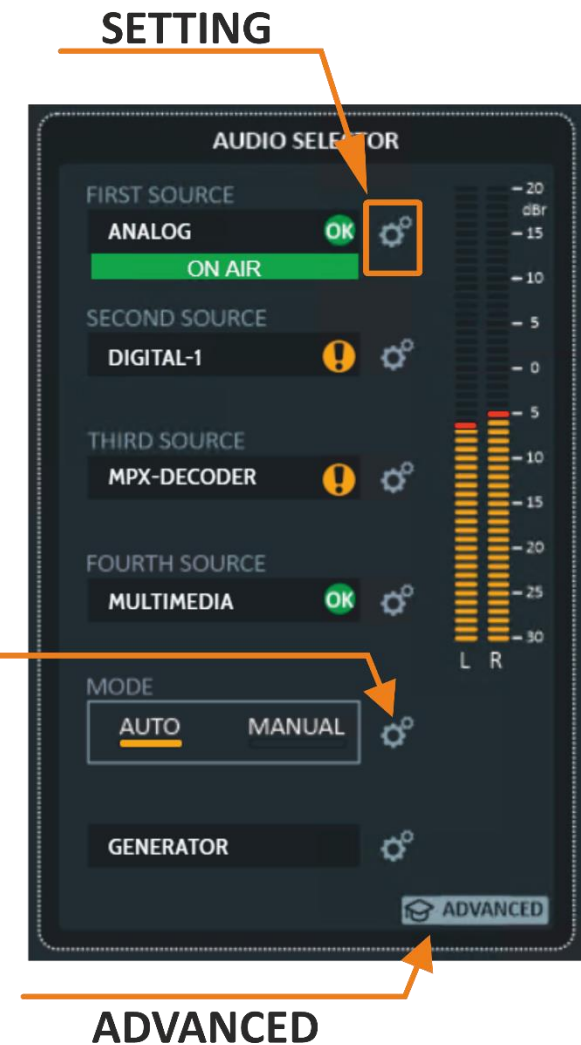 SETTING
AUDIO SELECTOR
FIRST SOURCE
ANALOG OK
ON AIR
SECOND SOURCE
DIGITAL-1 !
THIRD SOURCE
MPX-DECODER !
FOURTH SOURCE
MULTIMEDIA OK
MODE
AUTO MANUAL
GENERATOR
20
dBr
15
10
5
0
5
10
15
20
25
30
L R
ADVANCED
ADVANCED